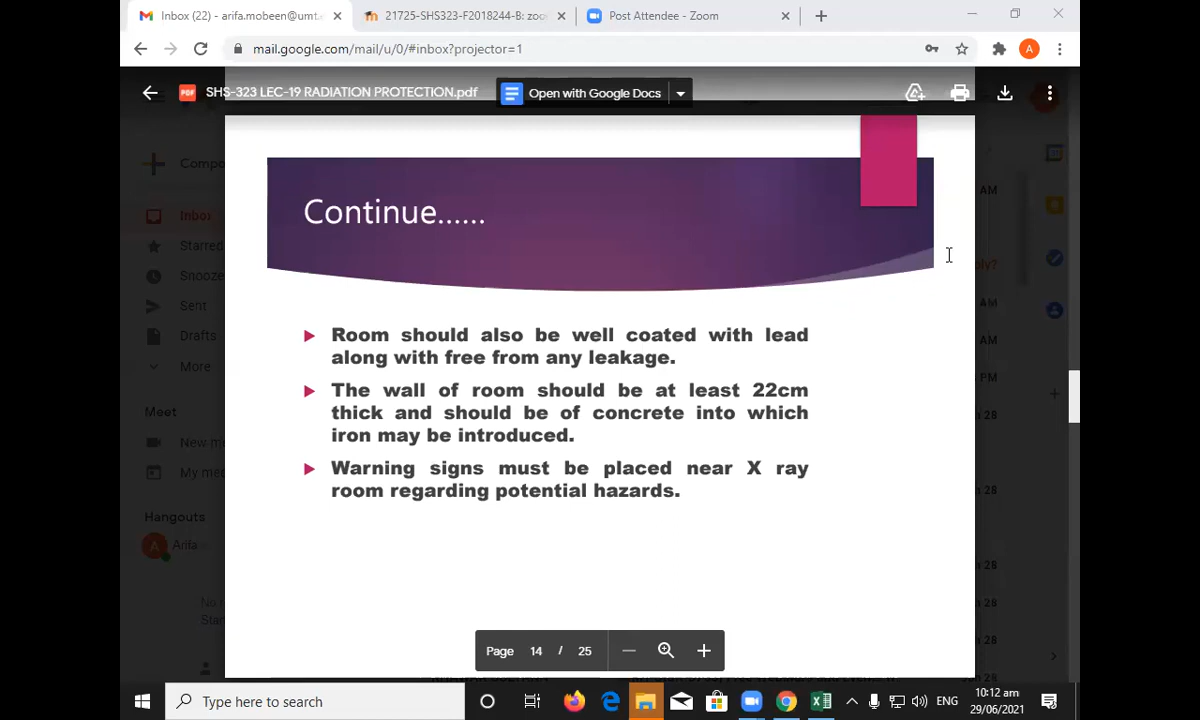 Inbox (22) - arifa.mobeen@umt.e
21725-SHS323-F2018244-B: zoo
Post Attendee - Zoom
mail.google.com/mail/u/0/#inbox?projector=1
A
PDF
SHS-323 LEC-19 RADIATION PROTECTION.pdf
Open with Google Docs
Compo
AM
Inbox
Starred
Snooze
Sent
Drafts
More
Meet
New me
My mee
Hangouts
A
Arifa
Continue......
Room should also be well coated with lead
along with free from any leakage.
The wall of room should be at least 22cm
thick and should be of concrete into which
iron may be introduced.
Warning signs must be placed near X ray
room regarding potential hazards.
AM
AM
PM
28
28
28
28
28
Page 14 / 25
Type here to search
ENG
10:12 am
29/06/2021